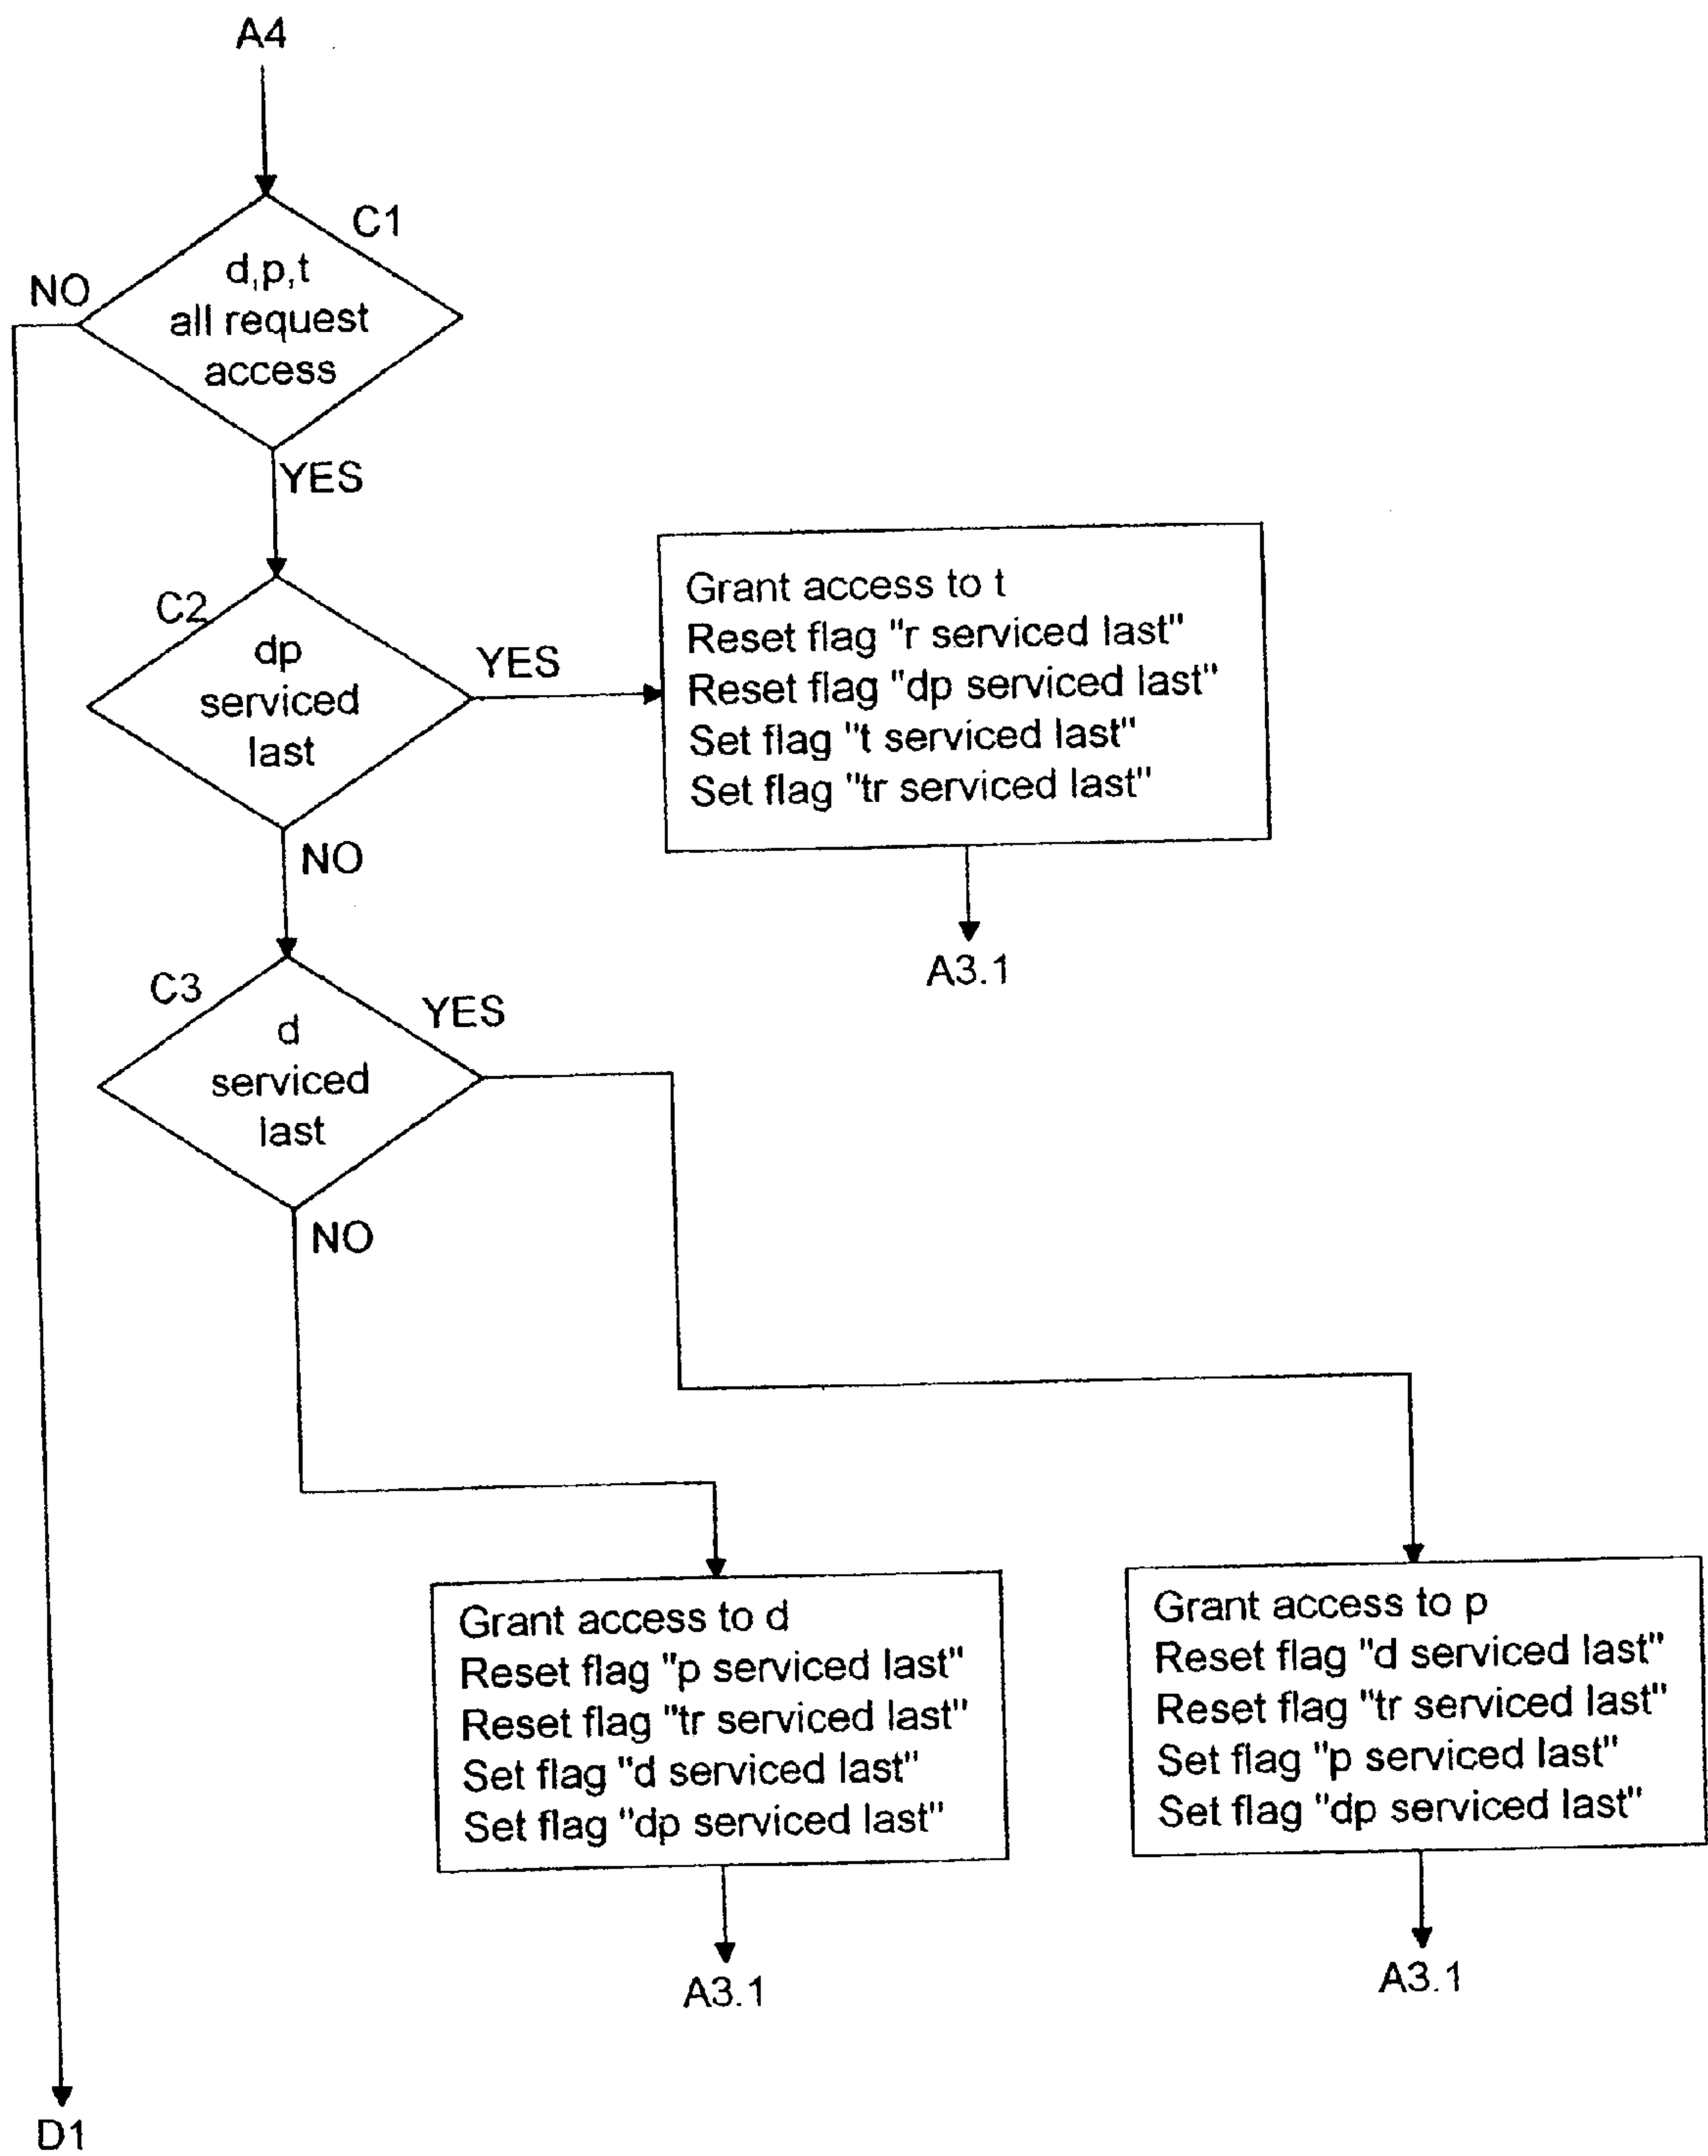 A4
C1
NO
d,p,t
all request
access
YES
C2
dp
serviced
last
YES
Grant access to t
Reset flag "r serviced last"
Reset flag "dp serviced last"
Set flag "t serviced last"
Set flag "tr serviced last"
NO
A3.1
C3
YES
d
serviced
last
NO
Grant access to d
Reset flag "p serviced last"
Reset flag "tr serviced last"
Set flag "d serviced last"
Set flag "dp serviced last"
A3.1
Grant access to p
Reset flag "d serviced last"
Reset flag "tr serviced last"
Set flag "p serviced last"
Set flag "dp serviced last"
A3.1
D1